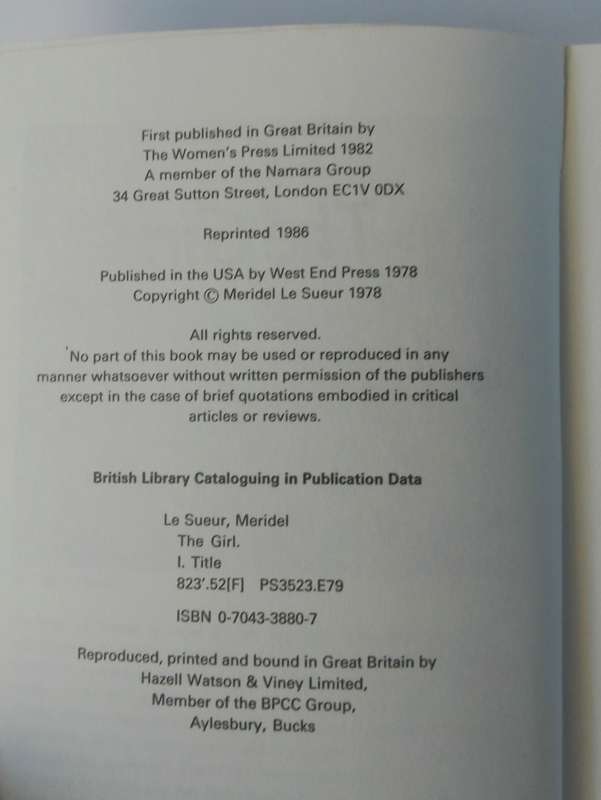 First published in Great Britain by
The Women's Press Limited 1982
A member of the Namara Group
34 Great Sutton Street, London EC1V 0DX
Reprinted 1986
Published in the USA by West End Press 1978
Copyright © Meridel Le Sueur 1978
All rights reserved.
No part of this book may be used or reproduced in any
manner whatsoever without written permission of the publishers
except in the case of brief quotations embodied in critical
articles or reviews.
British Library Cataloguing in Publication Data
Le Sueur, Meridel
The Girl.
I. Title
823'.52[F] PS3523.E79
ISBN 0-7043-3880-7
Reproduced, printed and bound in Great Britain by
Hazell Watson & Viney Limited,
Member of the BPCC Group,
Aylesbury, Bucks